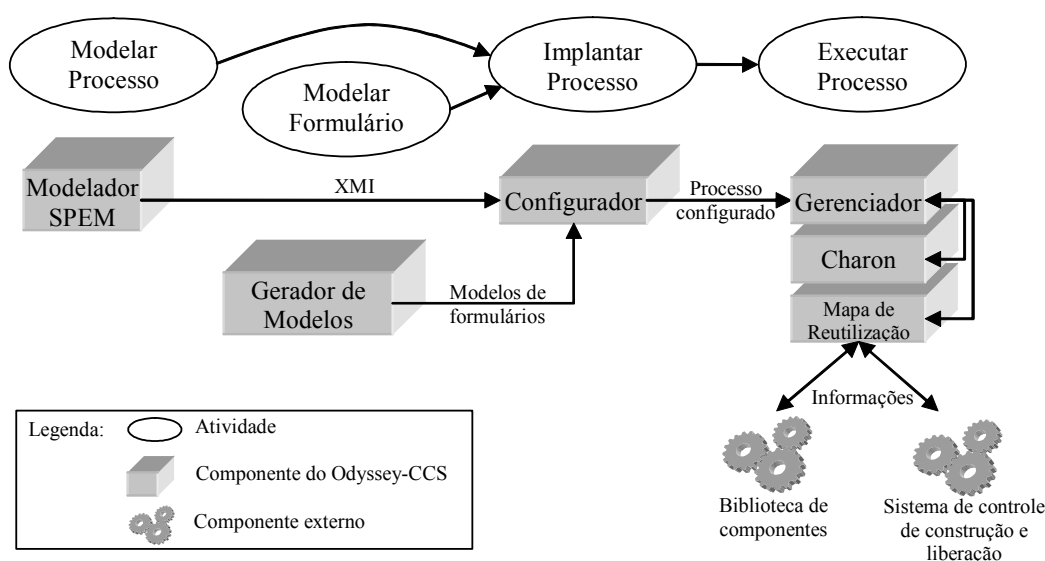 Modelar
Processo
Modelar
Formulário
Implantar
Processo
Executar
Processo
Modelador
SPEM
XMI
Configurador
Processo
configurado
Gerenciador
Charon
Mapa de
Reutilização
Gerador de
Modelos
Modelos de
formulários
Informações
Biblioteca de
componentes
Sistema de controle
de construção e
liberação
Legenda:
Atividade
Componente do Odyssey-CCS
Componente externo